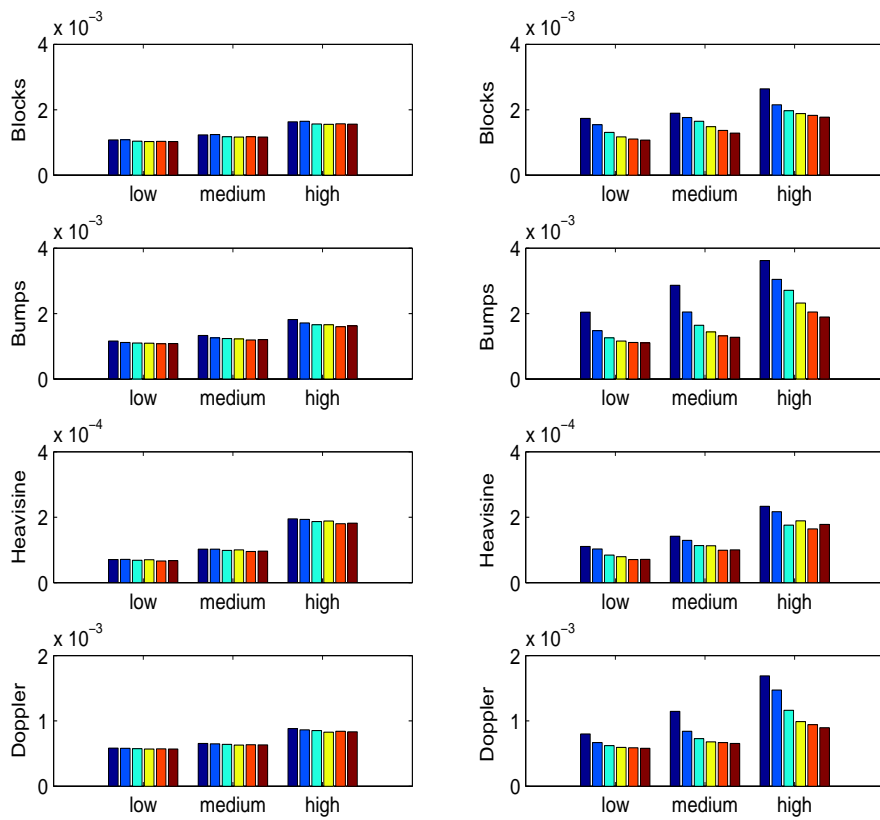 x 10⁻³
4
2
0
Blocks
low medium high
x 10⁻³
4
2
0
Blocks
low medium high
x 10⁻³
4
2
0
Bumps
low medium high
x 10⁻³
4
2
0
Bumps
low medium high
x 10⁻⁴
4
2
0
Heavisine
low medium high
x 10⁻⁴
4
2
0
Heavisine
low medium high
x 10⁻³
2
1
0
Doppler
low medium high
x 10⁻³
2
1
0
Doppler
low medium high